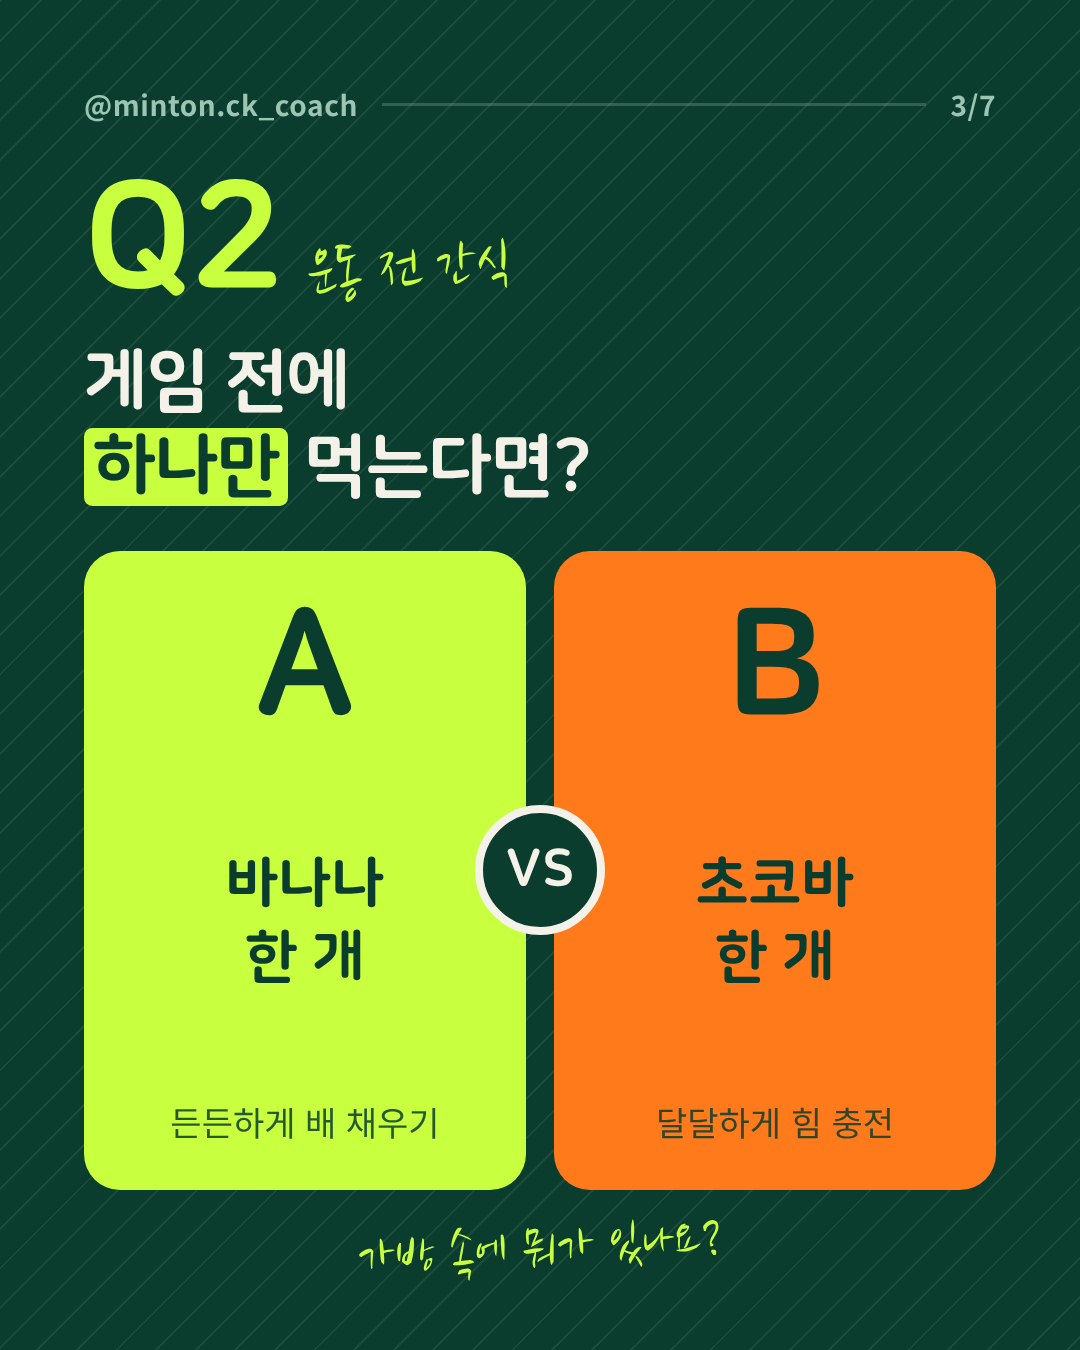 @minton.ck_coach 3/7
Q2 운동 전 간식
게임 전에
하나만 먹는다면?
A
바나나
한 개
든든하게 배 채우기
VS
B
초코바
한 개
달달하게 힘 충전
가방 속에 뭐가 있나요?